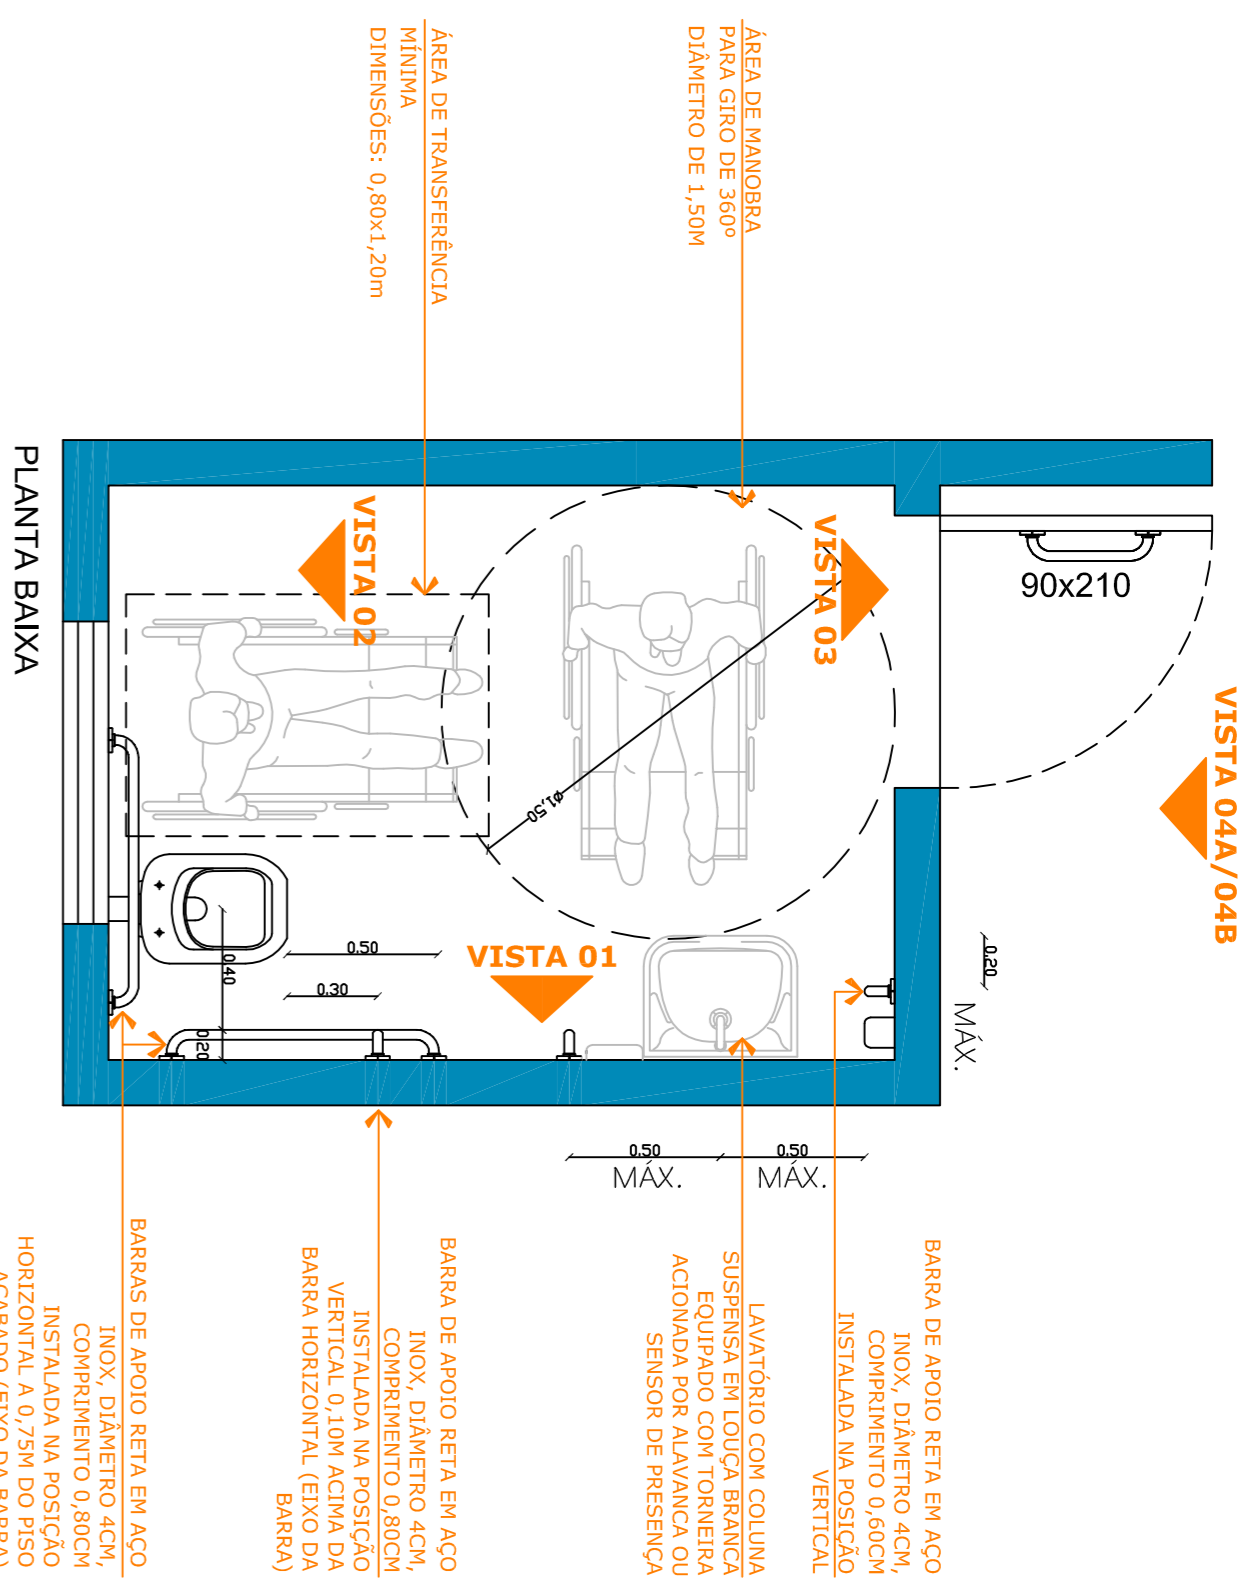 ÁREA DE MANOBRA
PARA GIRO DE 360º
DIÂMETRO DE 1,50M
ÁREA DE TRANSFERÊNCIA
MÍNIMA
DIMENSÕES: 0,80x1,20m
VISTA 04A/04B
90x210
VISTA 03
VISTA 02
VISTA 01
ø1,50
0.50
0.30
0.40
0.20
0.20
MÁX.
0.50
MÁX.
0.50
MÁX.
BARRA DE APOIO RETA EM AÇO
INOX, DIÂMETRO 4CM,
COMPRIMENTO 0,60CM
INSTALADA NA POSIÇÃO
VERTICAL
LAVATÓRIO COM COLUNA
SUSPENSA EM LOUÇA BRANCA
EQUIPADO COM TORNEIRA
ACIONADA POR ALAVANCA OU
SENSOR DE PRESENÇA
BARRA DE APOIO RETA EM AÇO
INOX, DIÂMETRO 4CM,
COMPRIMENTO 0,80CM
INSTALADA NA POSIÇÃO
VERTICAL 0,10M ACIMA DA
BARRA HORIZONTAL (EIXO DA
BARRA)
BARRAS DE APOIO RETA EM AÇO
INOX, DIÂMETRO 4CM,
COMPRIMENTO 0,80CM
INSTALADA NA POSIÇÃO
HORIZONTAL A 0,75M DO PISO
ACABADO (EIXO DA BARRA)
PLANTA BAIXA